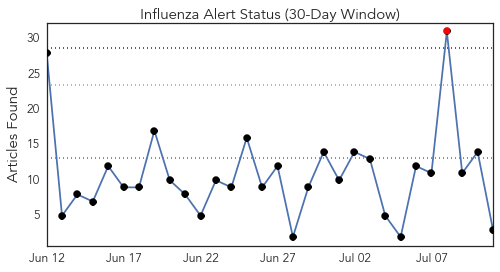 Influenza Alert Status (30-Day Window)
Articles Found
30
25
20
15
10
5
Jun 12
Jun 17
Jun 22
Jun 27
Jul 02
Jul 07